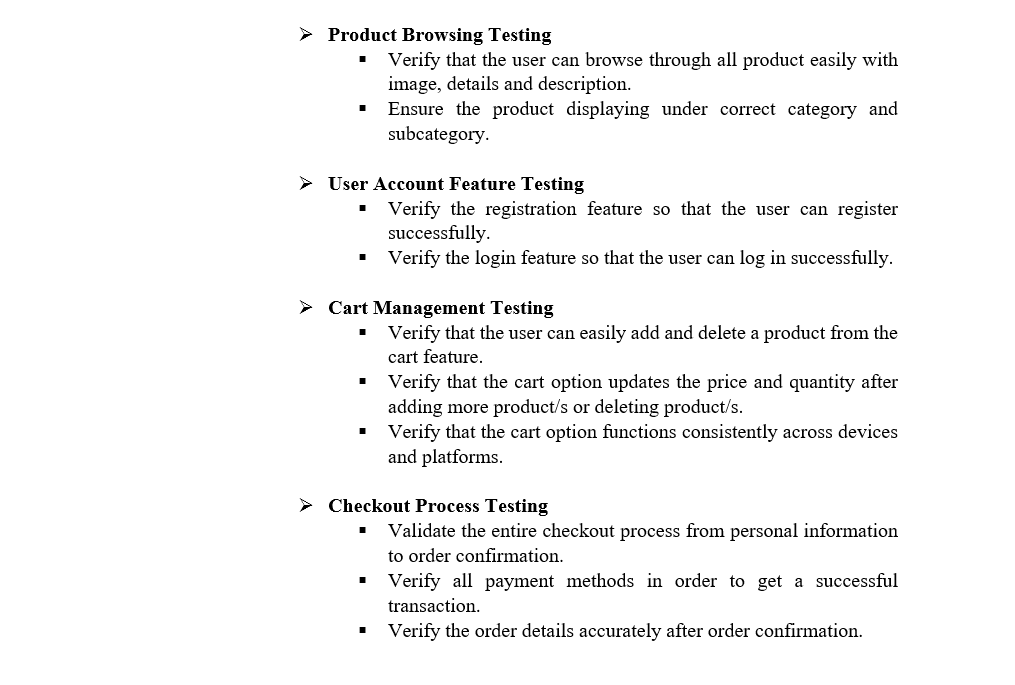 ➢ Product Browsing Testing
▪ Verify that the user can browse through all product easily with
image, details and description.
▪ Ensure the product displaying under correct category and
subcategory.
➢ User Account Feature Testing
▪ Verify the registration feature so that the user can register
successfully.
▪ Verify the login feature so that the user can log in successfully.
➢ Cart Management Testing
▪ Verify that the user can easily add and delete a product from the
cart feature.
▪ Verify that the cart option updates the price and quantity after
adding more product/s or deleting product/s.
▪ Verify that the cart option functions consistently across devices
and platforms.
➢ Checkout Process Testing
▪ Validate the entire checkout process from personal information
to order confirmation.
▪ Verify all payment methods in order to get a successful
transaction.
▪ Verify the order details accurately after order confirmation.